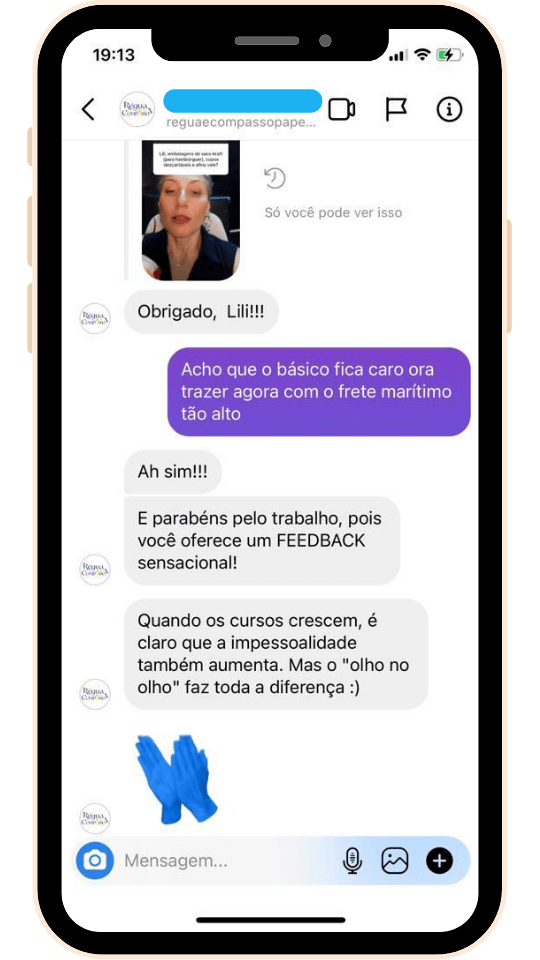 19:13
Régua
Compasso
reguaecompassopape...
Lili, embalagens de saco kraft
(para hamburguer), copos
descartáveis e afins vale?
Só você pode ver isso
Obrigado, Lili!!!
Acho que o básico fica caro ora
trazer agora com o frete marítimo
tão alto
Ah sim!!!
E parabéns pelo trabalho, pois
você oferece um FEEDBACK
sensacional!
Quando os cursos crescem, é
claro que a impessoalidade
também aumenta. Mas o "olho no
olho" faz toda a diferença :)
Mensagem...